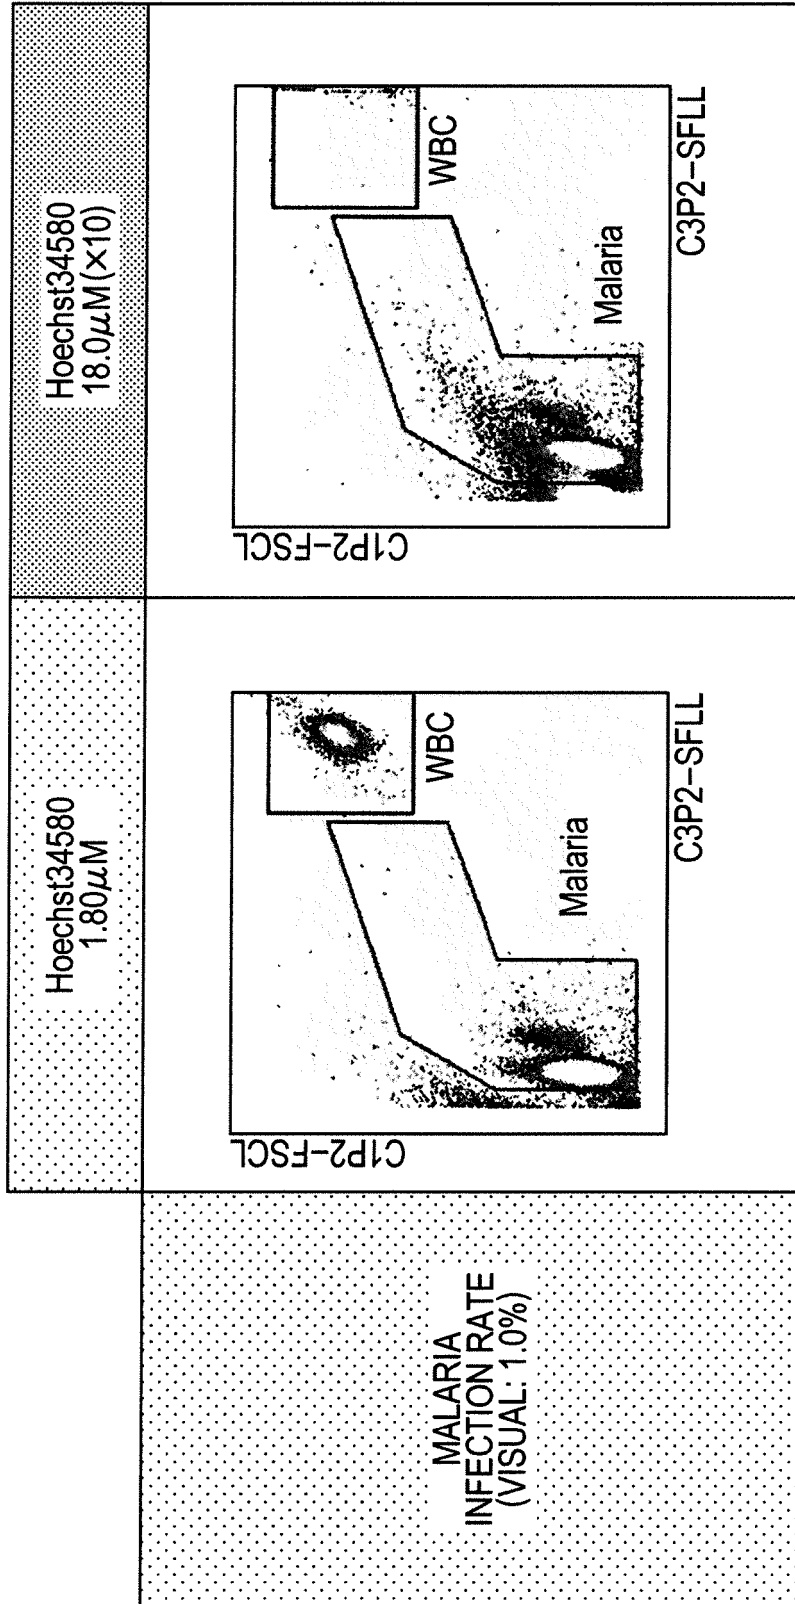 Hoechst34580
1.80μM
Hoechst34580
18.0μM(×10)
MALARIA
INFECTION RATE
(VISUAL:1.0%)
C1P2-FSCL
WBC
Malaria
C3P2-SFLL
C1P2-FSCL
WBC
Malaria
C3P2-SFLL